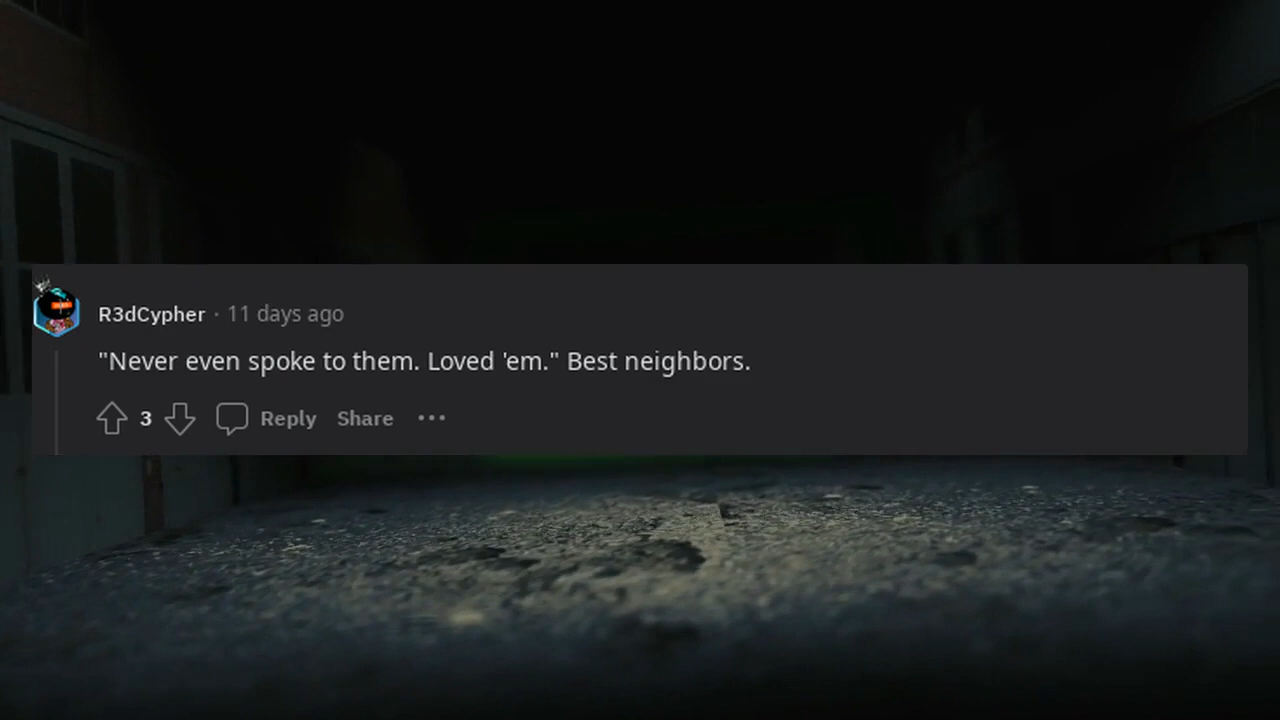 R3dCypher · 11 days ago
"Never even spoke to them. Loved 'em." Best neighbors.
3 Reply Share ···